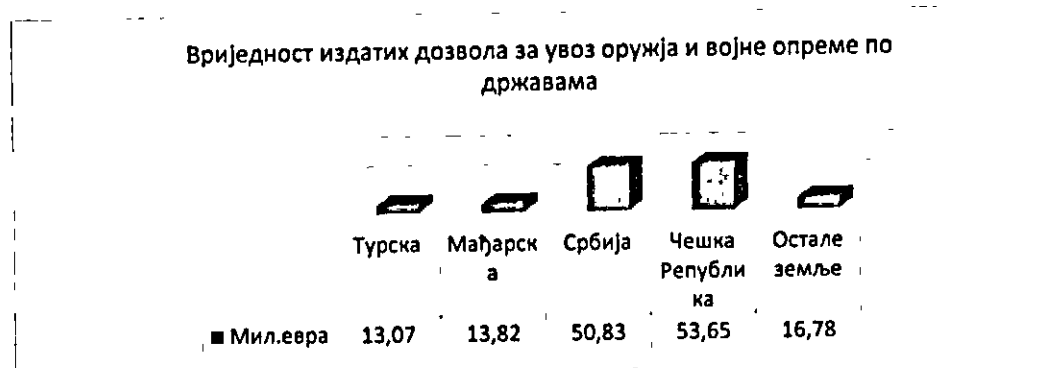 Вриједност издатих дозвола за увоз оружја и војне опреме по
државама
Турска Мађарск Србија Чешка Остале
а Републи земље
ка
Мил.евра 13,07 13,82 50,83 53,65 16,78